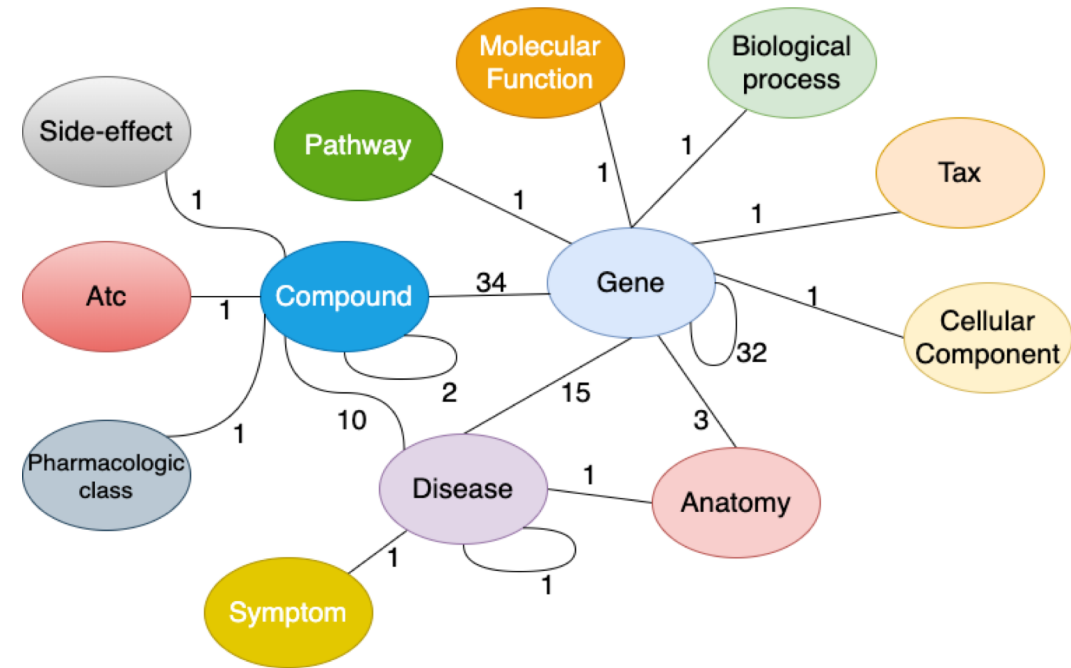 Molecular
Function
Biological
process
Side-effect
Pathway
Tax
1
1
1
1
1
Atc
1
Compound
34
Gene
1
Cellular
Component
32
2
1
10
15
3
Pharmacologic
class
Disease
1
Anatomy
1
1
Symptom